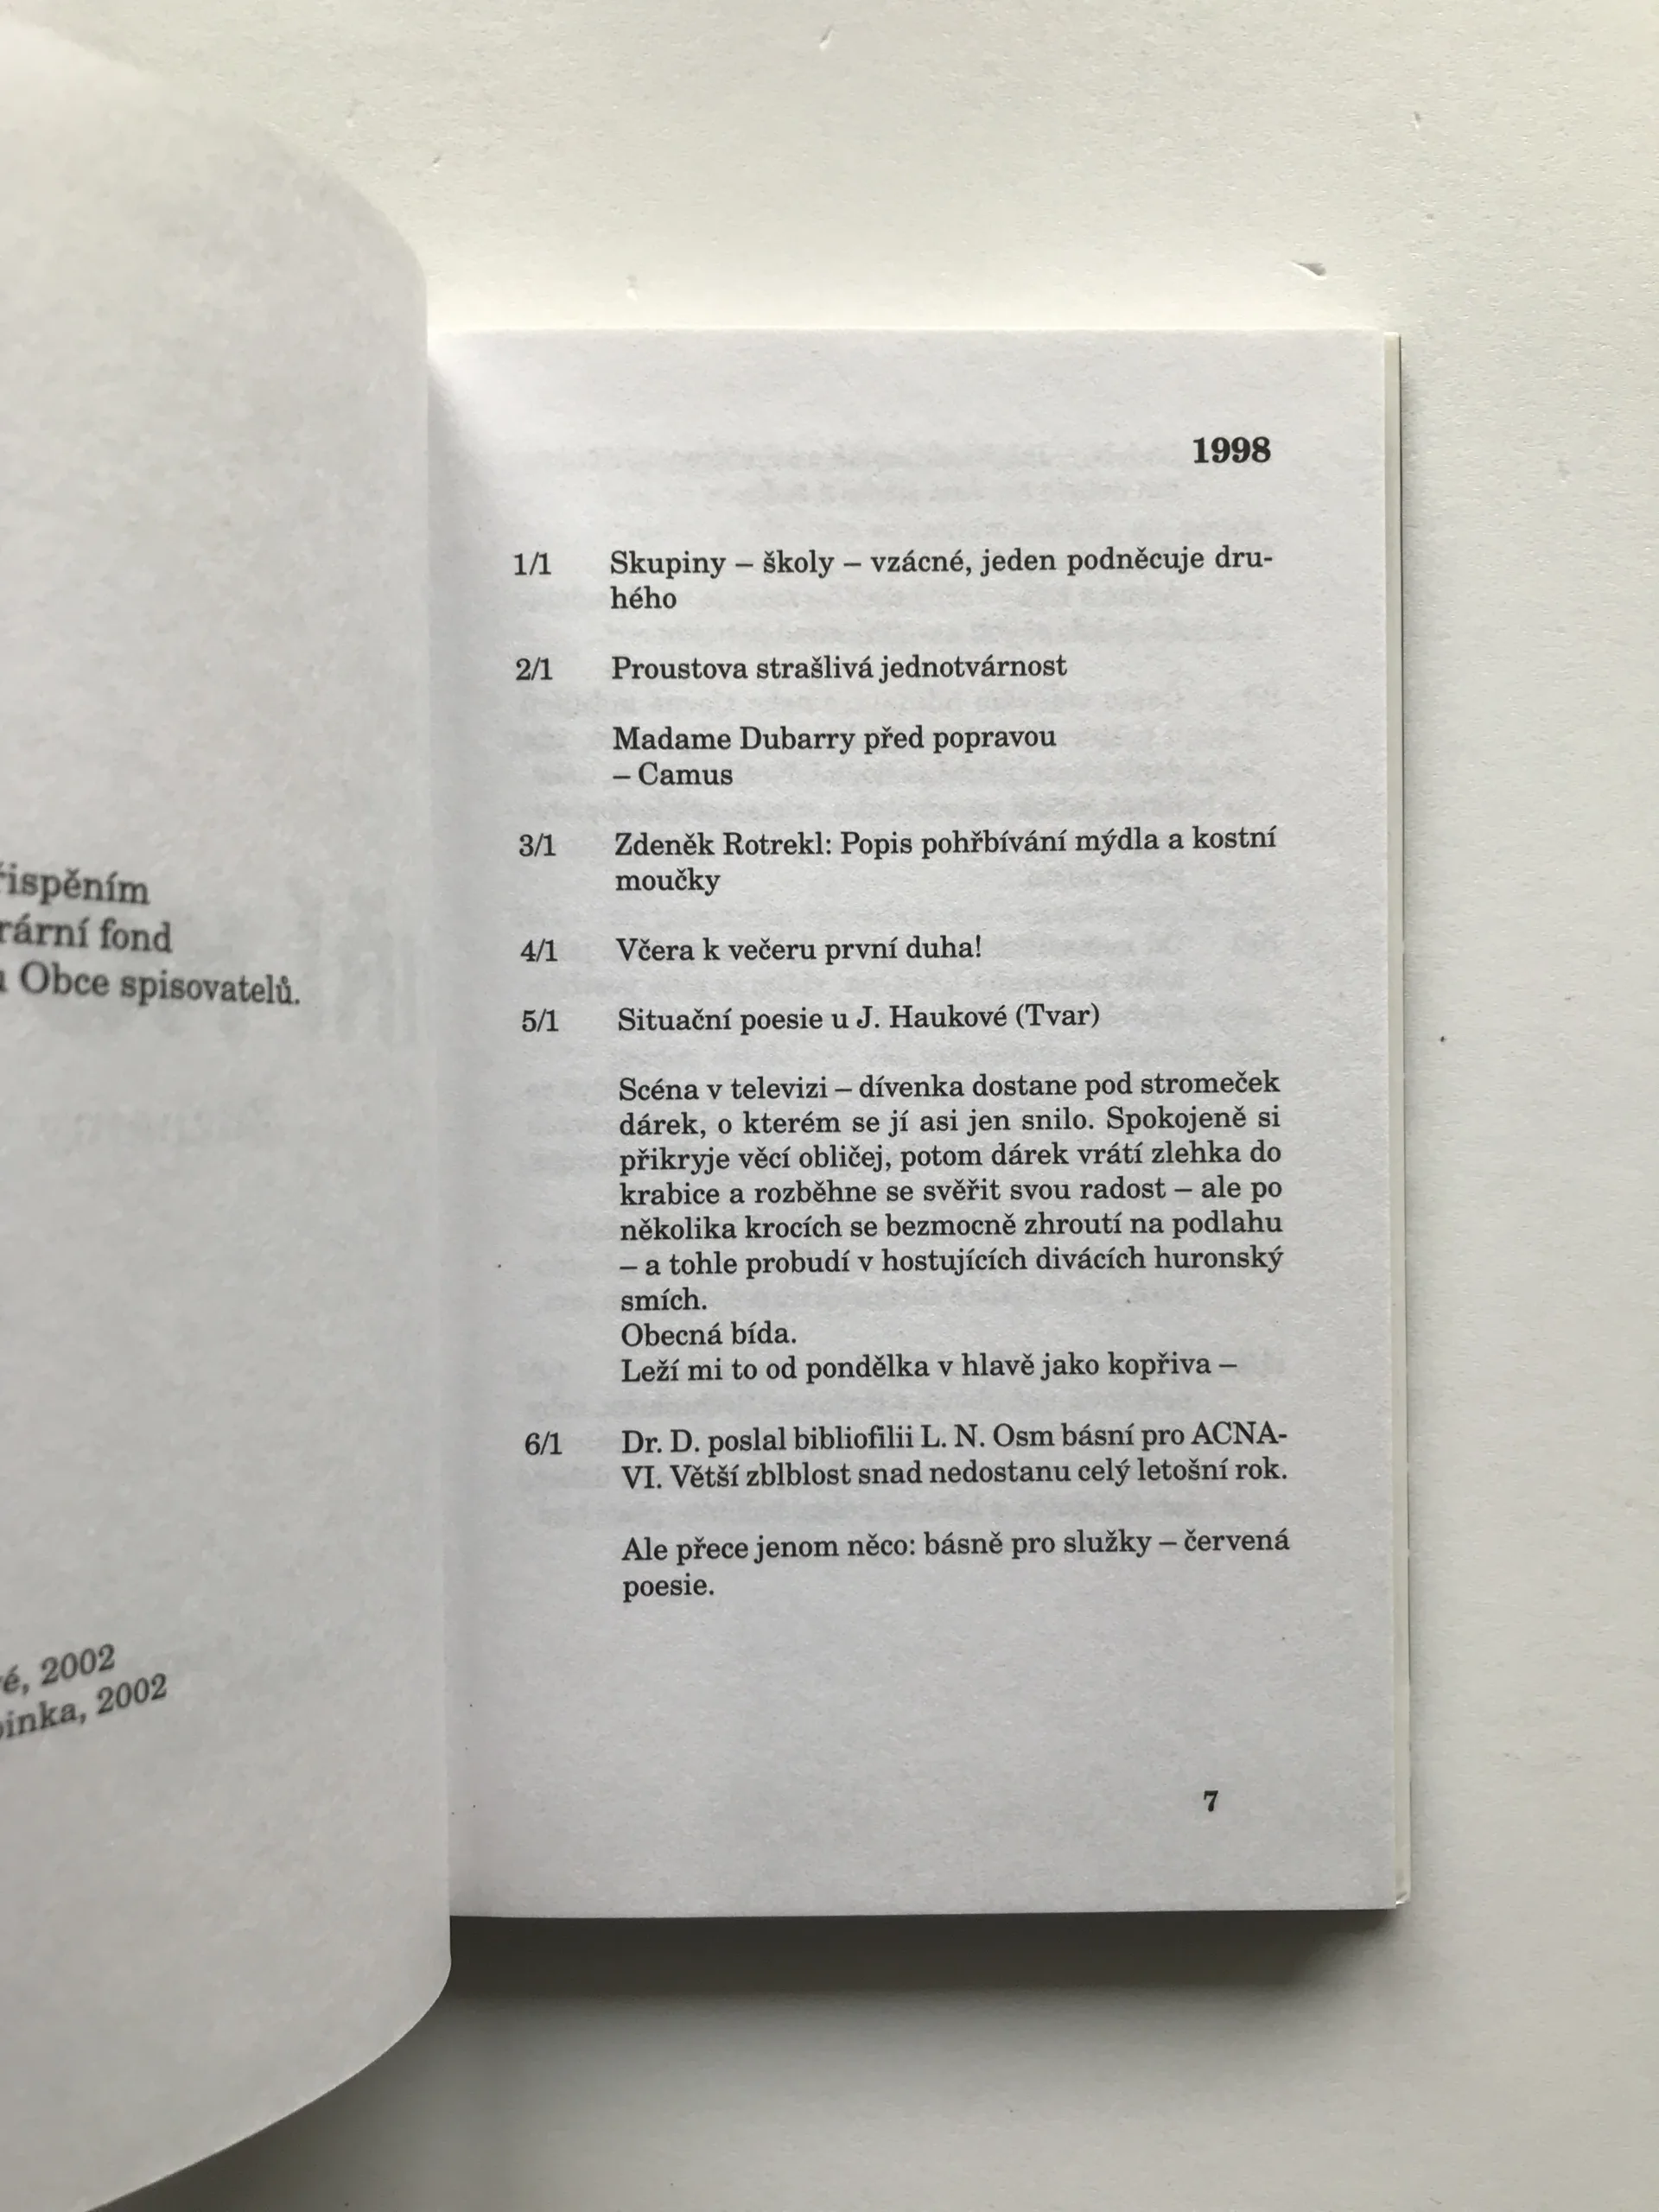 řispěním
rární fond
Obce spisovatelů.
é, 2002
inka, 2002
1998
1/1 Skupiny – školy – vzácné, jeden podněcuje dru-
hého
2/1 Proustova strašlivá jednotvárnost
Madame Dubarry před popravou
– Camus
3/1 Zdeněk Rotrekl: Popis pohřbívání mýdla a kostní
moučky
4/1 Včera k večeru první duha!
5/1 Situační poesie u J. Haukové (Tvar)
Scéna v televizi – dívenka dostane pod stromeček
dárek, o kterém se jí asi jen snilo. Spokojeně si
přikryje věcí obličej, potom dárek vrátí zlehka do
krabice a rozběhne se svěřit svou radost – ale po
několika krocích se bezmocně zhroutí na podlahu
– a tohle probudí v hostujících divácích huronský
smích.
Obecná bída.
Leží mi to od pondělka v hlavě jako kopřiva –
6/1 Dr. D. poslal bibliofilii L. N. Osm básní pro ACNA-
VI. Větší zblblost snad nedostanu celý letošní rok.
Ale přece jenom něco: básně pro služky – červená
poesie.
7